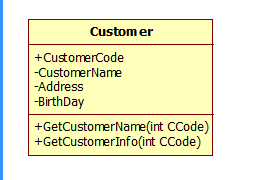 Customer
+CustomerCode
-CustomerName
-Address
-BirthDay
+GetCustomerName(int CCode)
+GetCustomerInfo(int CCode)